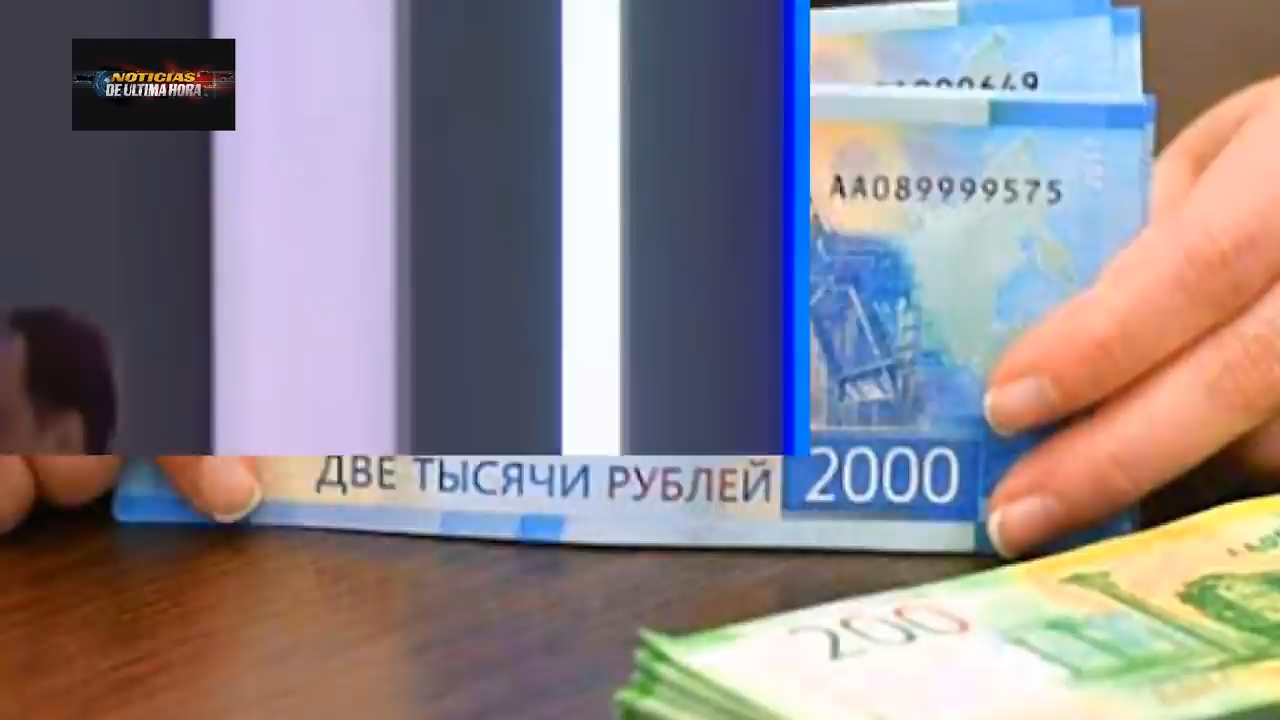 NOTICIAS
DE ULTIMA HORA
AA089999575
ДВЕ ТЫСЯЧИ РУБЛЕЙ 2000
200